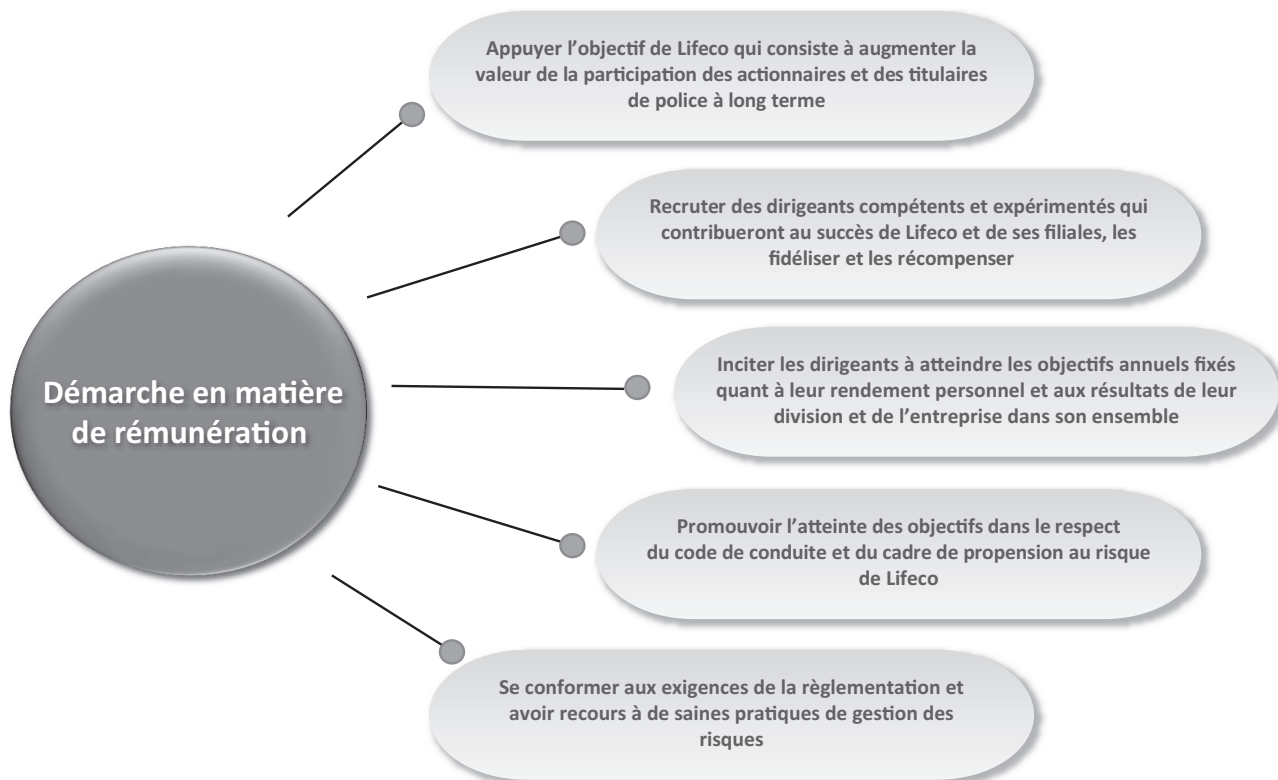 Appuyer l’objectif de Lifeco qui consiste à augmenter la
valeur de la participation des actionnaires et des titulaires
de police à long terme
Recruter des dirigeants compétents et expérimentés qui
contribueront au succès de Lifeco et de ses filiales, les
fidéliser et les récompenser
Démarche en matière
de rémunération
Inciter les dirigeants à atteindre les objectifs annuels fixés
quant à leur rendement personnel et aux résultats de leur
division et de l’entreprise dans son ensemble
Promouvoir l’atteinte des objectifs dans le respect
du code de conduite et du cadre de propension au risque
de Lifeco
Se conformer aux exigences de la règlementation et
avoir recours à de saines pratiques de gestion des
risques